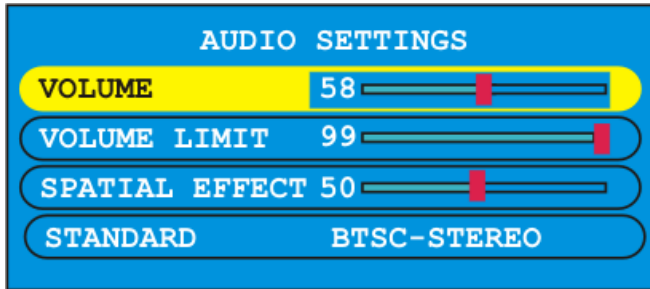 AUDIO SETTINGS
VOLUME 58
VOLUME LIMIT 99
SPATIAL EFFECT 50
STANDARD BTSC-STEREO